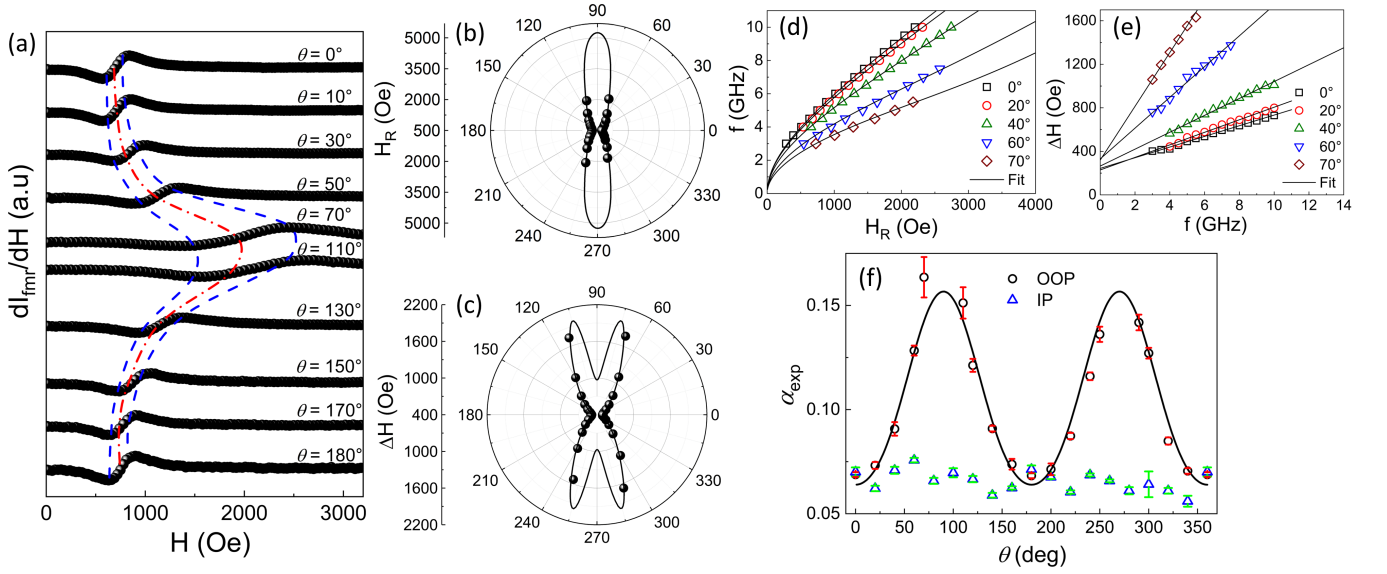 (a)
dI_fmr/dH (a.u)
θ = 0°
θ = 10°
θ = 30°
θ = 50°
θ = 70°
θ = 110°
θ = 130°
θ = 150°
θ = 170°
θ = 180°
0 1000 2000 3000
H (Oe)
(b)
H_R (Oe)
5000
3500
2000
500
2000
3500
5000
90
120 60
150 30
180 0
210 330
240 300
270
(c)
ΔH (Oe)
2200
1600
1000
400
1000
1600
2200
90
120 60
150 30
180 0
210 330
240 300
270
(d)
f (GHz)
10
8
6
4
2
0
0°
20°
40°
60°
70°
Fit
0 1000 2000 3000 4000
H_R (Oe)
(e)
ΔH (Oe)
1600
1200
800
400
0°
20°
40°
60°
70°
Fit
0 2 4 6 8 10 12 14
f (GHz)
(f)
α_exp
0.15
0.10
0.05
OOP
IP
0 50 100 150 200 250 300 350
θ (deg)